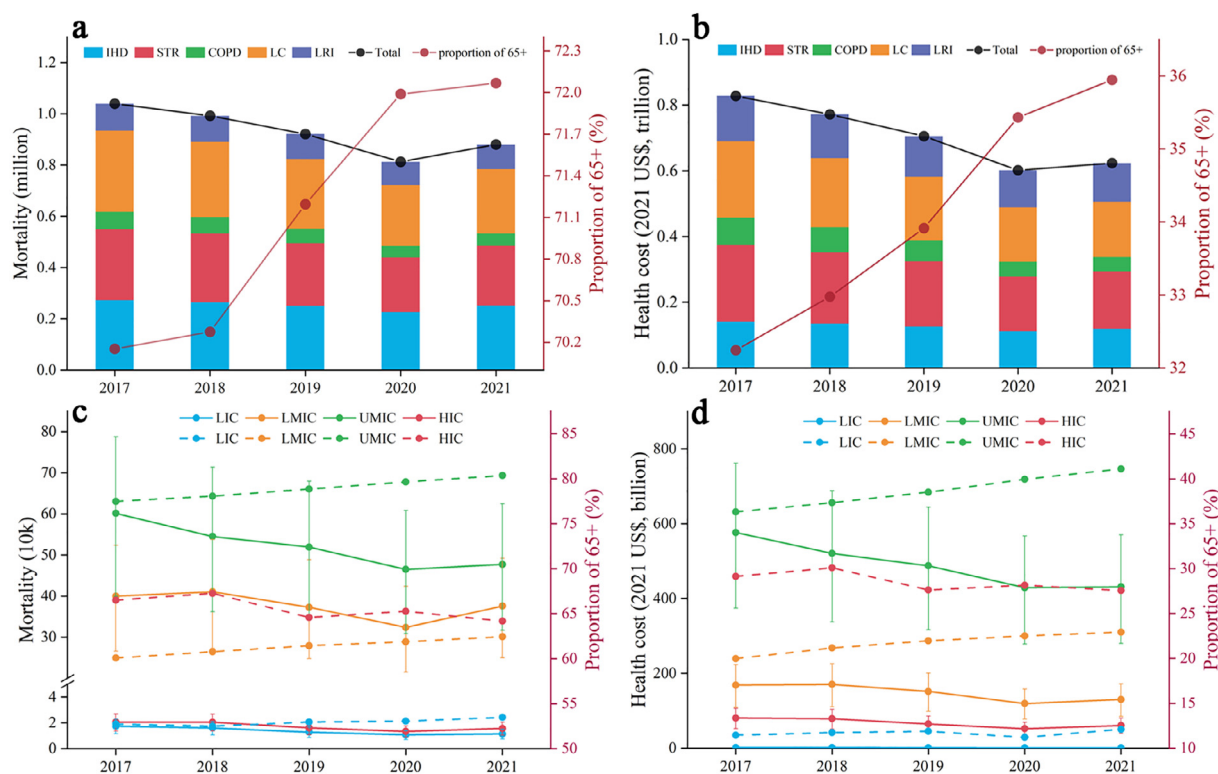 a
IHD STR COPD LC LRI Total proportion of 65+
Mortality (million)
1.2
1.0
0.8
0.6
0.4
0.2
0.0
72.3
72.0
71.7
71.4
71.1
70.8
70.5
70.2
Proportion of 65+ (%)
2017 2018 2019 2020 2021
b
IHD STR COPD LC LRI Total proportion of 65+
Health cost (2021 US$, trillion)
1.0
0.8
0.6
0.4
0.2
0.0
36
35
34
33
32
Proportion of 65+ (%)
2017 2018 2019 2020 2021
c
LIC LMIC UMIC HIC
LIC LMIC UMIC HIC
Mortality (10k)
80
70
60
50
40
30
4
2
0
85
80
75
70
65
60
55
50
Proportion of 65+ (%)
2017 2018 2019 2020 2021
d
LIC LMIC UMIC HIC
LIC LMIC UMIC HIC
Health cost (2021 US$, billion)
800
600
400
200
0
45
40
35
30
25
20
15
10
Proportion of 65+ (%)
2017 2018 2019 2020 2021